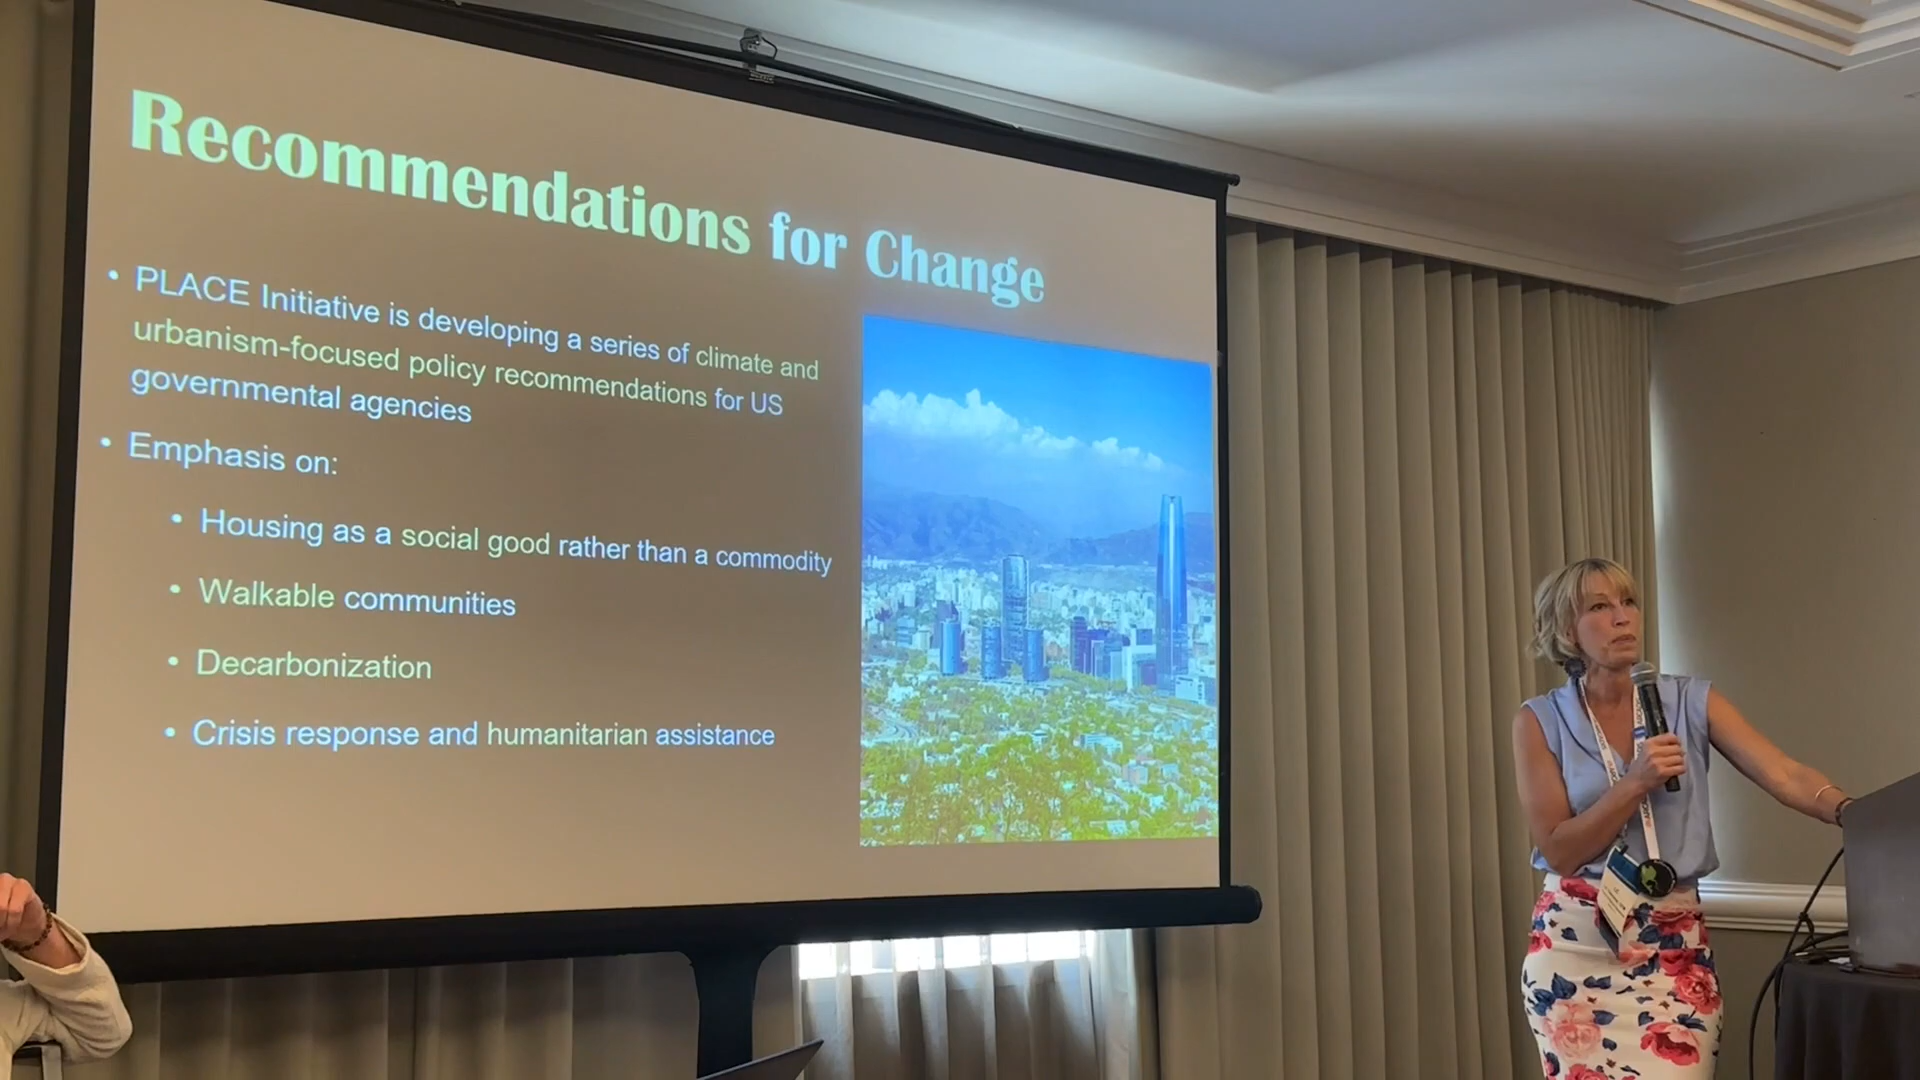 Recommendations for Change
• PLACE Initiative is developing a series of climate and
urbanism-focused policy recommendations for US
governmental agencies
• Emphasis on:
• Housing as a social good rather than a commodity
• Walkable communities
• Decarbonization
• Crisis response and humanitarian assistance